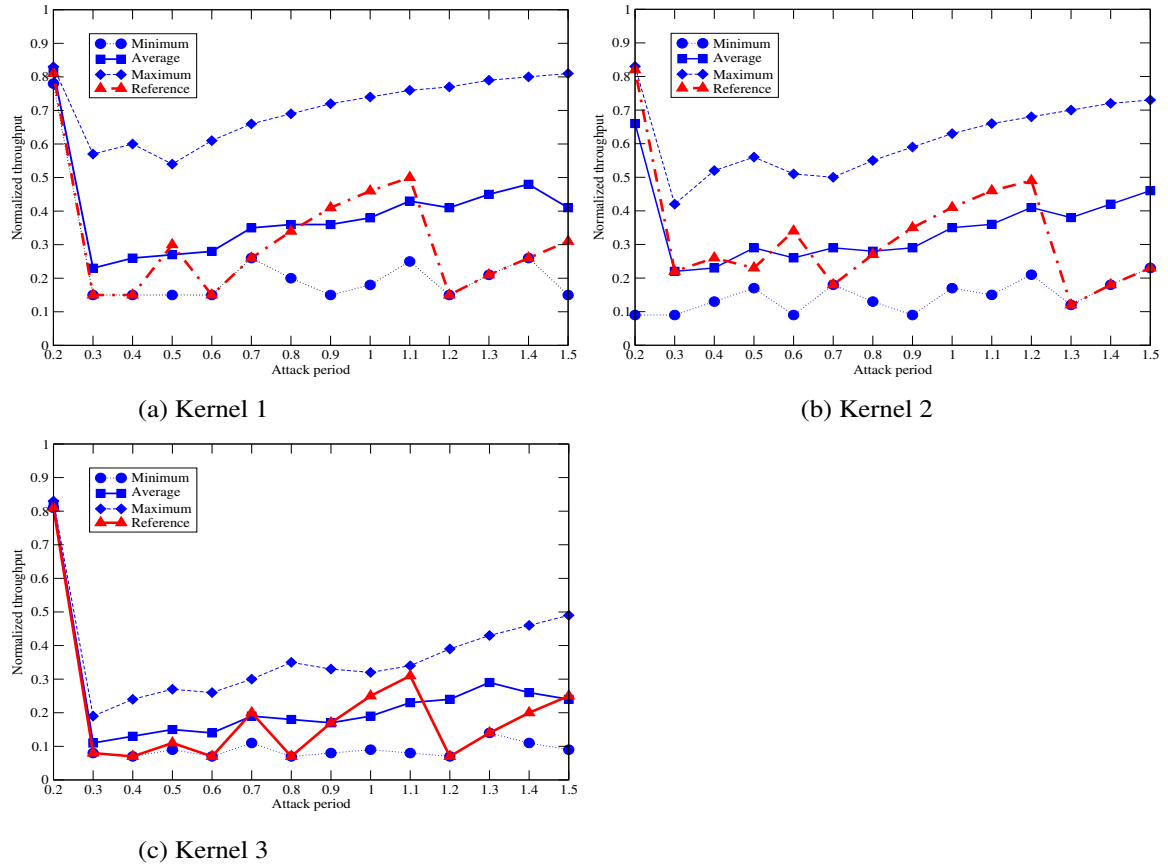 1
0.9
0.8
0.7
0.6
0.5
0.4
0.3
0.2
0.1
0
Normalized throughput
Minimum
Average
Maximum
Reference
0.2 0.3 0.4 0.5 0.6 0.7 0.8 0.9 1 1.1 1.2 1.3 1.4 1.5
Attack period
(a) Kernel 1
1
0.9
0.8
0.7
0.6
0.5
0.4
0.3
0.2
0.1
0
Normalized throughput
Minimum
Average
Maximum
Reference
0.2 0.3 0.4 0.5 0.6 0.7 0.8 0.9 1 1.1 1.2 1.3 1.4 1.5
Attack period
(b) Kernel 2
1
0.9
0.8
0.7
0.6
0.5
0.4
0.3
0.2
0.1
0
Normalized throughput
Minimum
Average
Maximum
Reference
0.2 0.3 0.4 0.5 0.6 0.7 0.8 0.9 1 1.1 1.2 1.3 1.4 1.5
Attack period
(c) Kernel 3